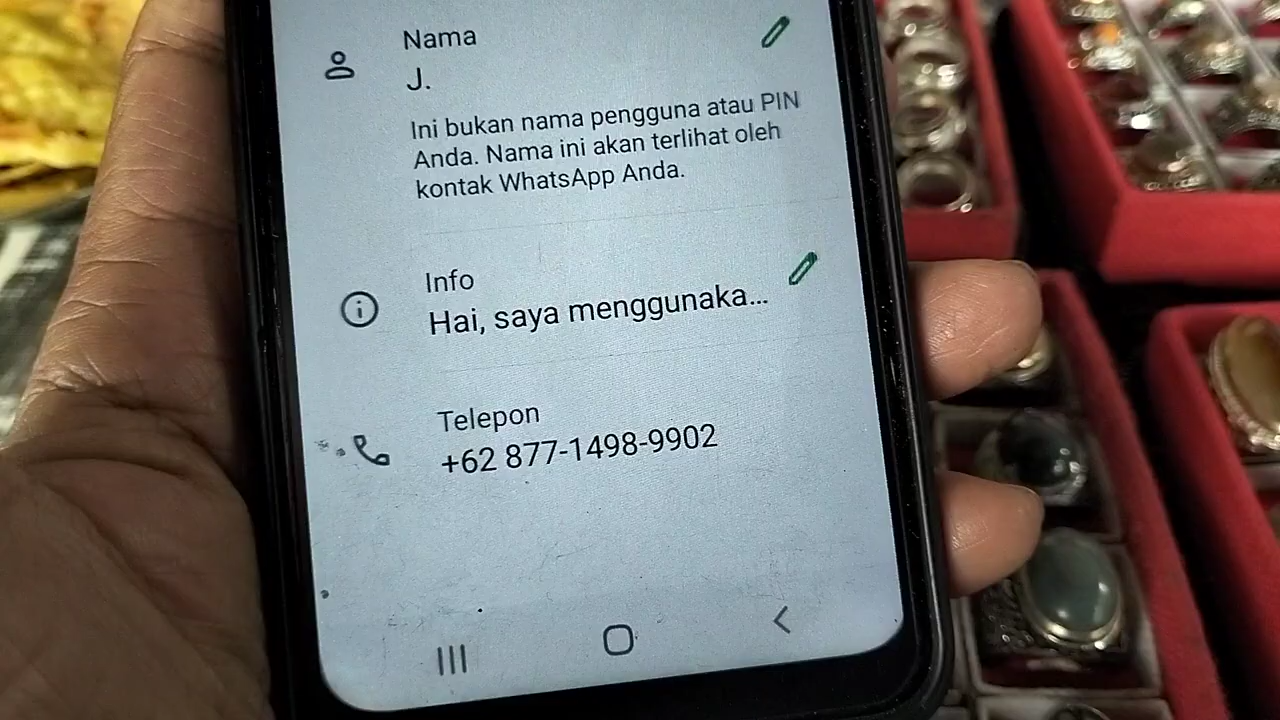 Nama
J.
Ini bukan nama pengguna atau PIN
Anda. Nama ini akan terlihat oleh
kontak WhatsApp Anda.
Info
Hai, saya menggunaka...
Telepon
+62 877-1498-9902